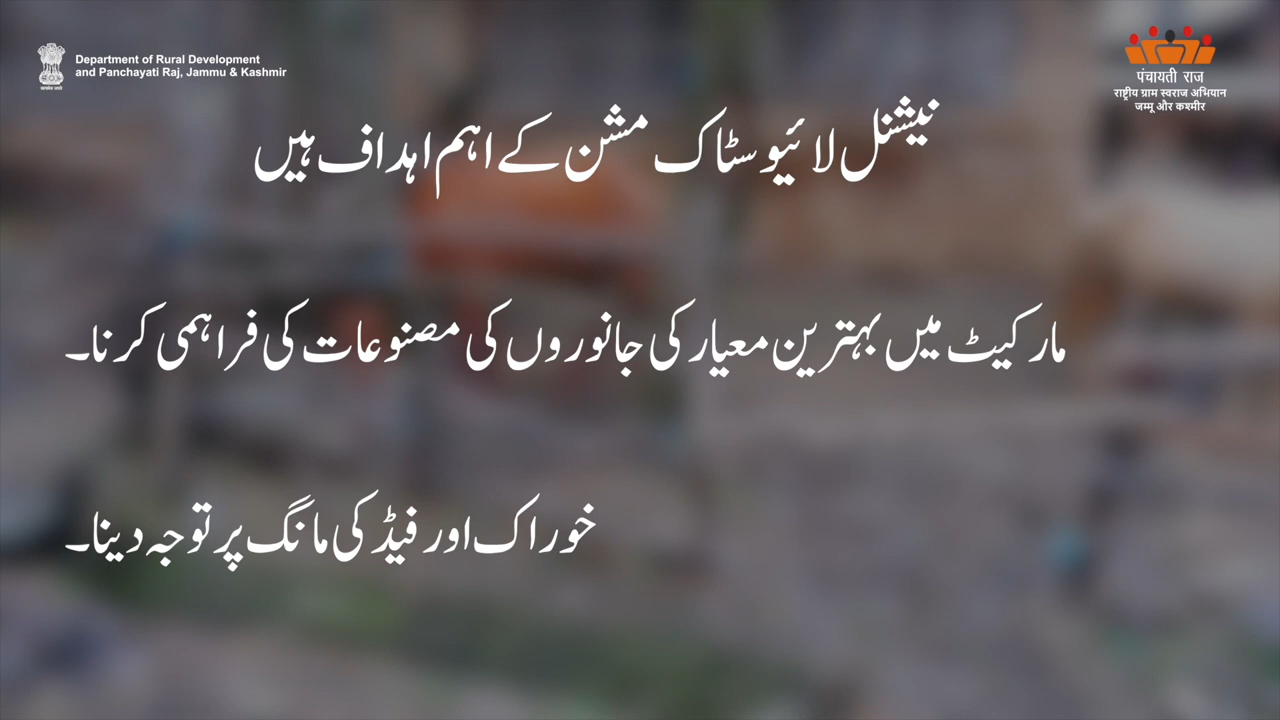 Department of Rural Development
and Panchayati Raj, Jammu & Kashmir
पंचायती राज
राष्ट्रीय ग्राम स्वराज अभियान
जम्मू और कश्मीर
نیشنل لائیو سٹاک مشن کے اہم اہداف ہیں
مارکیٹ میں بہترین معیار کی جانوروں کی مصنوعات کی فراہمی کرنا۔
خوراک اور فیڈ کی مانگ پر توجہ دینا۔